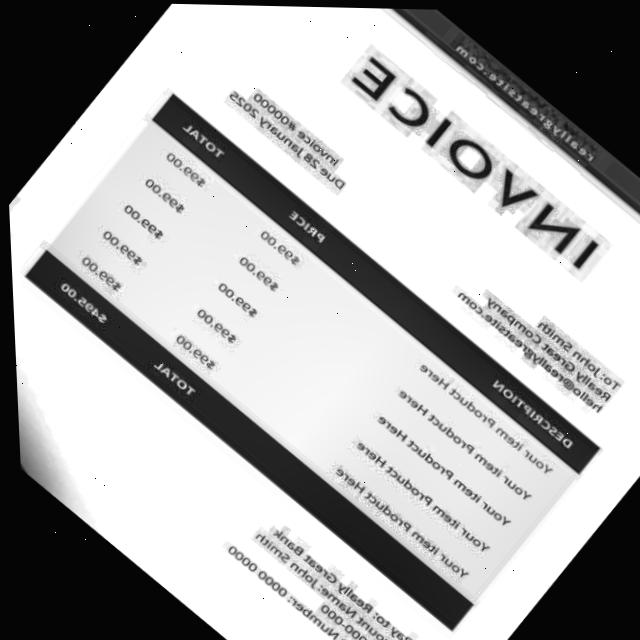 reallygreatsite.com
INVOICE
Invoice #00000
Due 28 January 2025
To: John Smith
Really Great Company
hello@reallygreatsite.com
DESCRIPTION PRICE TOTAL
Your Item Product Here $99.00 $99.00
Your Item Product Here $99.00 $99.00
Your Item Product Here $99.00 $99.00
Your Item Product Here $99.00 $99.00
Your Item Product Here $99.00 $99.00
TOTAL $495.00
ay to: Really Great Bank
ount Name: John Smith
000-000
Number: 0000 0000